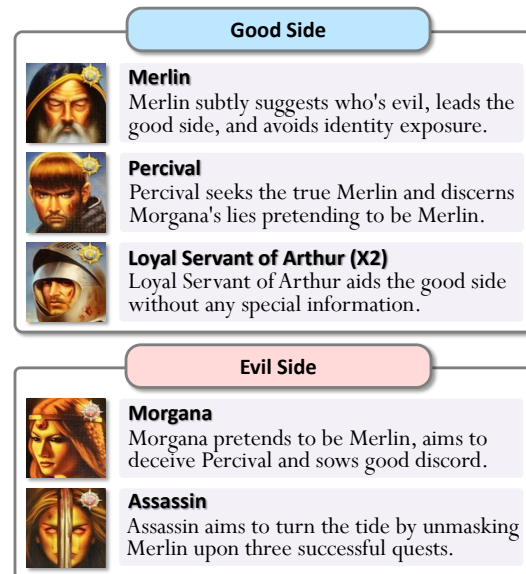 Good Side
Merlin
Merlin subtly suggests who's evil, leads the
good side, and avoids identity exposure.
Percival
Percival seeks the true Merlin and discerns
Morgana's lies pretending to be Merlin.
Loyal Servant of Arthur (X2)
Loyal Servant of Arthur aids the good side
without any special information.
Evil Side
Morgana
Morgana pretends to be Merlin, aims to
deceive Percival and sows good discord.
Assassin
Assassin aims to turn the tide by unmasking
Merlin upon three successful quests.